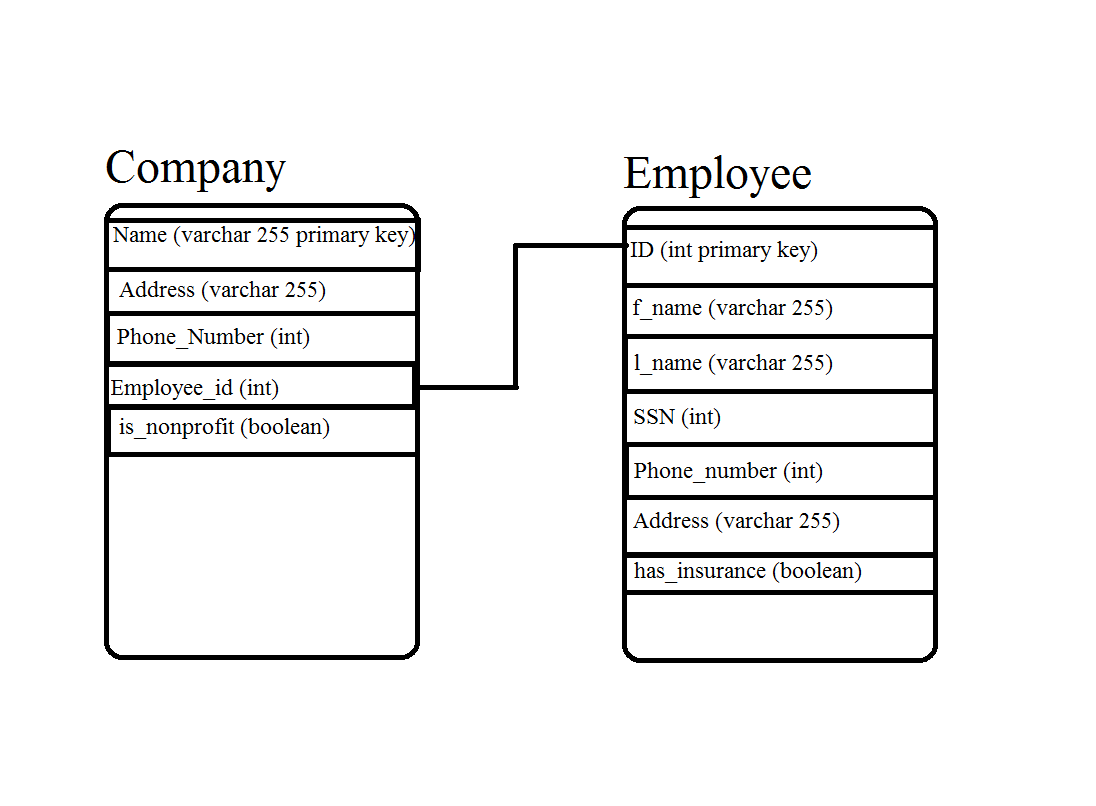 Company
Name (varchar 255 primary key)
Address (varchar 255)
Phone_Number (int)
Employee_id (int)
is_nonprofit (boolean)
Employee
ID (int primary key)
f_name (varchar 255)
l_name (varchar 255)
SSN (int)
Phone_number (int)
Address (varchar 255)
has_insurance (boolean)